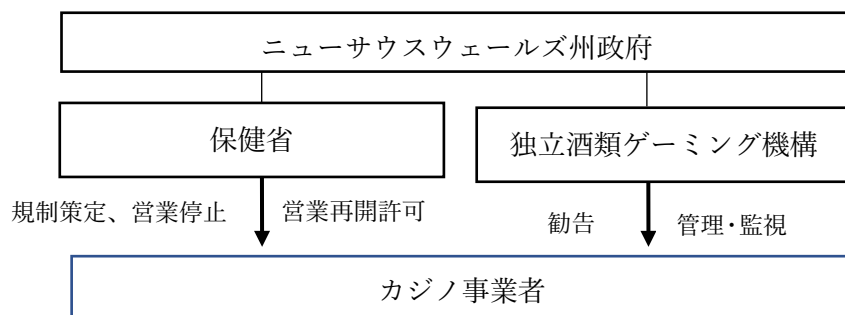 ニューサウスウェールズ州政府
保健省
独立酒類ゲーミング機構
規制策定、営業停止
営業再開許可
勧告
管理・監視
カジノ事業者